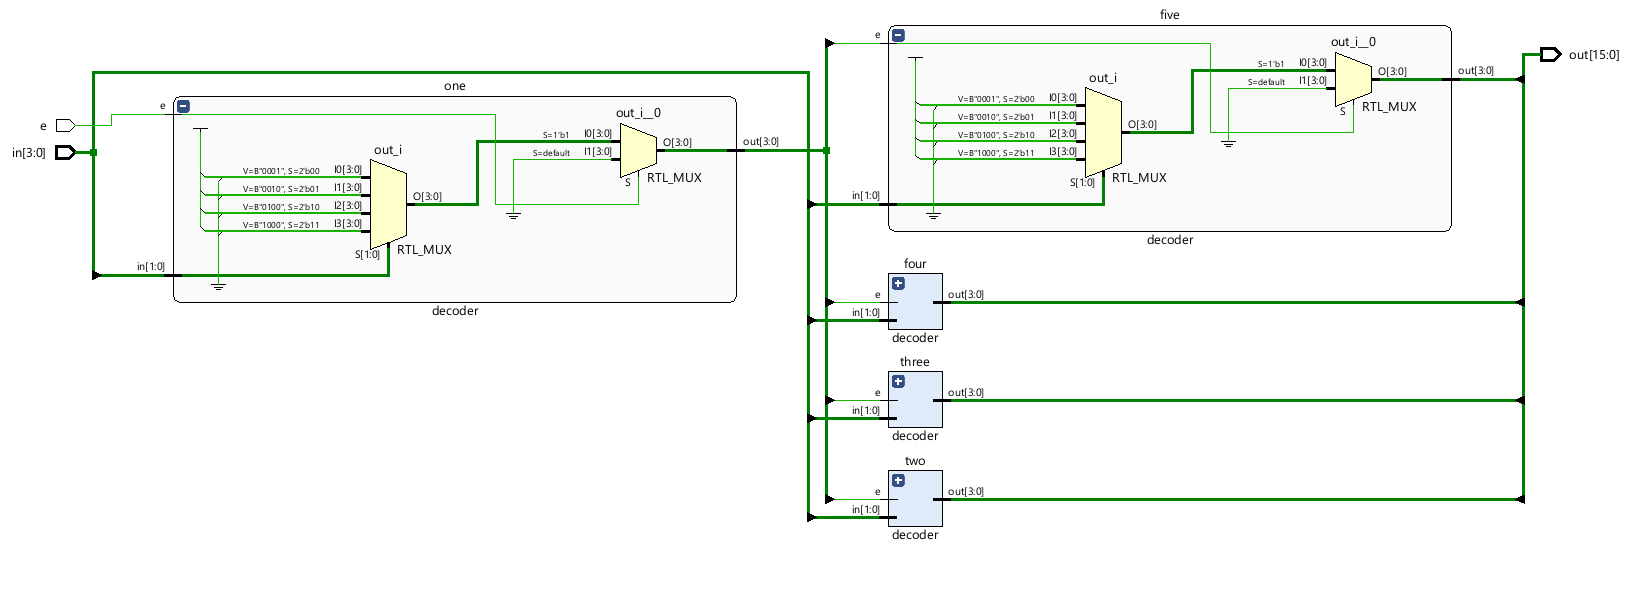 e
in[3:0]
one
e
V=B"0001", S=2'b00
V=B"0010", S=2'b01
V=B"0100", S=2'b10
V=B"1000", S=2'b11
out_i
I0[3:0]
I1[3:0]
I2[3:0]
I3[3:0]
S[1:0]
O[3:0]
RTL_MUX
in[1:0]
S=1'b1
S=default
out_i__0
I0[3:0]
I1[3:0]
S
O[3:0]
RTL_MUX
out[3:0]
decoder
five
e
V=B"0001", S=2'b00
V=B"0010", S=2'b01
V=B"0100", S=2'b10
V=B"1000", S=2'b11
out_i
I0[3:0]
I1[3:0]
I2[3:0]
I3[3:0]
S[1:0]
O[3:0]
RTL_MUX
in[1:0]
S=1'b1
S=default
out_i__0
I0[3:0]
I1[3:0]
S
O[3:0]
RTL_MUX
out[3:0]
decoder
four
e
in[1:0]
out[3:0]
decoder
three
e
in[1:0]
out[3:0]
decoder
two
e
in[1:0]
out[3:0]
decoder
out[15:0]